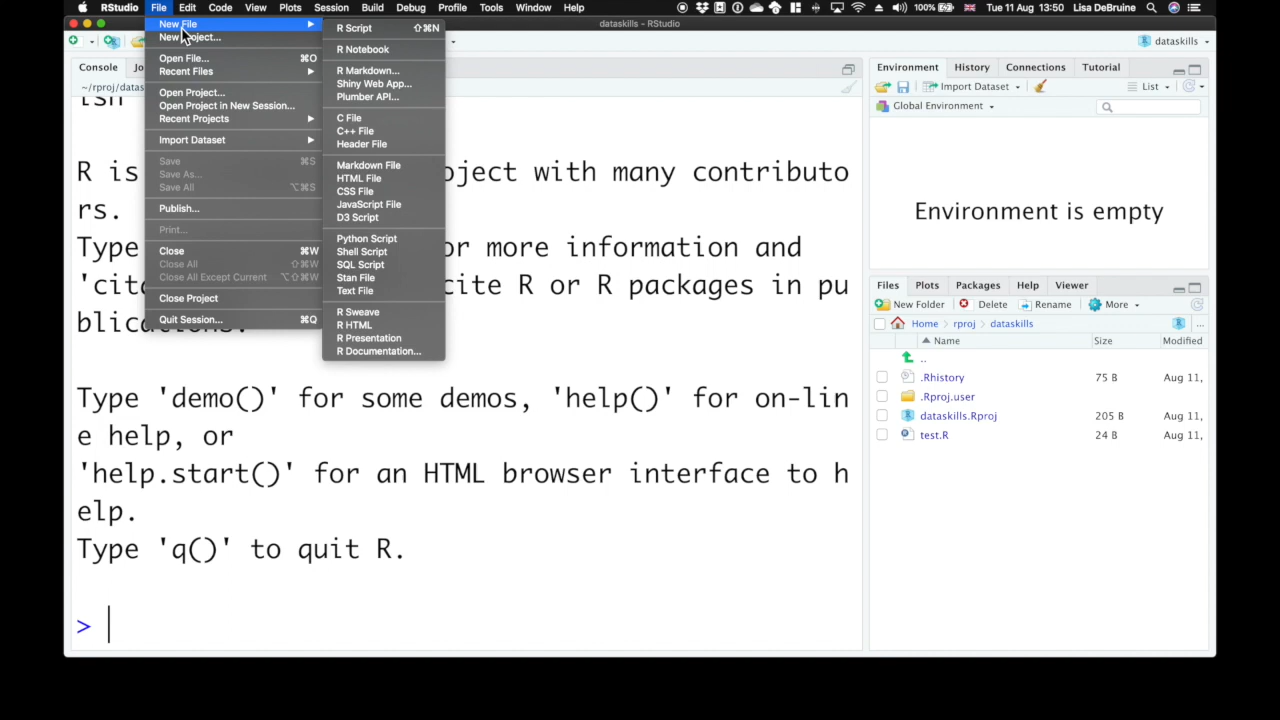 RStudio File Edit Code View Plots Session Build Debug Profile Tools Window Help 100% Tue 11 Aug 13:50 Lisa DeBruine
dataskills – RStudio
dataskills
New File
New Project...
Open File... ⌘O
Recent Files
Open Project...
Open Project in New Session...
Recent Projects
Import Dataset
Save ⌘S
Save As...
Save All ⌥⌘S
Publish...
Print...
Close ⌘W
Close All ⇧⌘W
Close All Except Current ⌥⇧⌘W
Close Project
Quit Session... ⌘Q
R Script ⇧⌘N
R Notebook
R Markdown...
Shiny Web App...
Plumber API...
C File
C++ File
Header File
Markdown File
HTML File
CSS File
JavaScript File
D3 Script
Python Script
Shell Script
SQL Script
Stan File
Text File
R Sweave
R HTML
R Presentation
R Documentation...
Console
~/rproj/datas
R is
oject with many contributo
rs.
Type
or more information and
'cita
cite R or R packages in pu
blications.
Type 'demo()' for some demos, 'help()' for on-lin
e help, or
'help.start()' for an HTML browser interface to h
elp.
Type 'q()' to quit R.
>
Environment History Connections Tutorial
Import Dataset List
Global Environment
Environment is empty
Files Plots Packages Help Viewer
New Folder Delete Rename More
Home rproj dataskills ...
Name Size Modified
..
.Rhistory 75 B Aug 11,
.Rproj.user
dataskills.Rproj 205 B Aug 11,
test.R 24 B Aug 11,